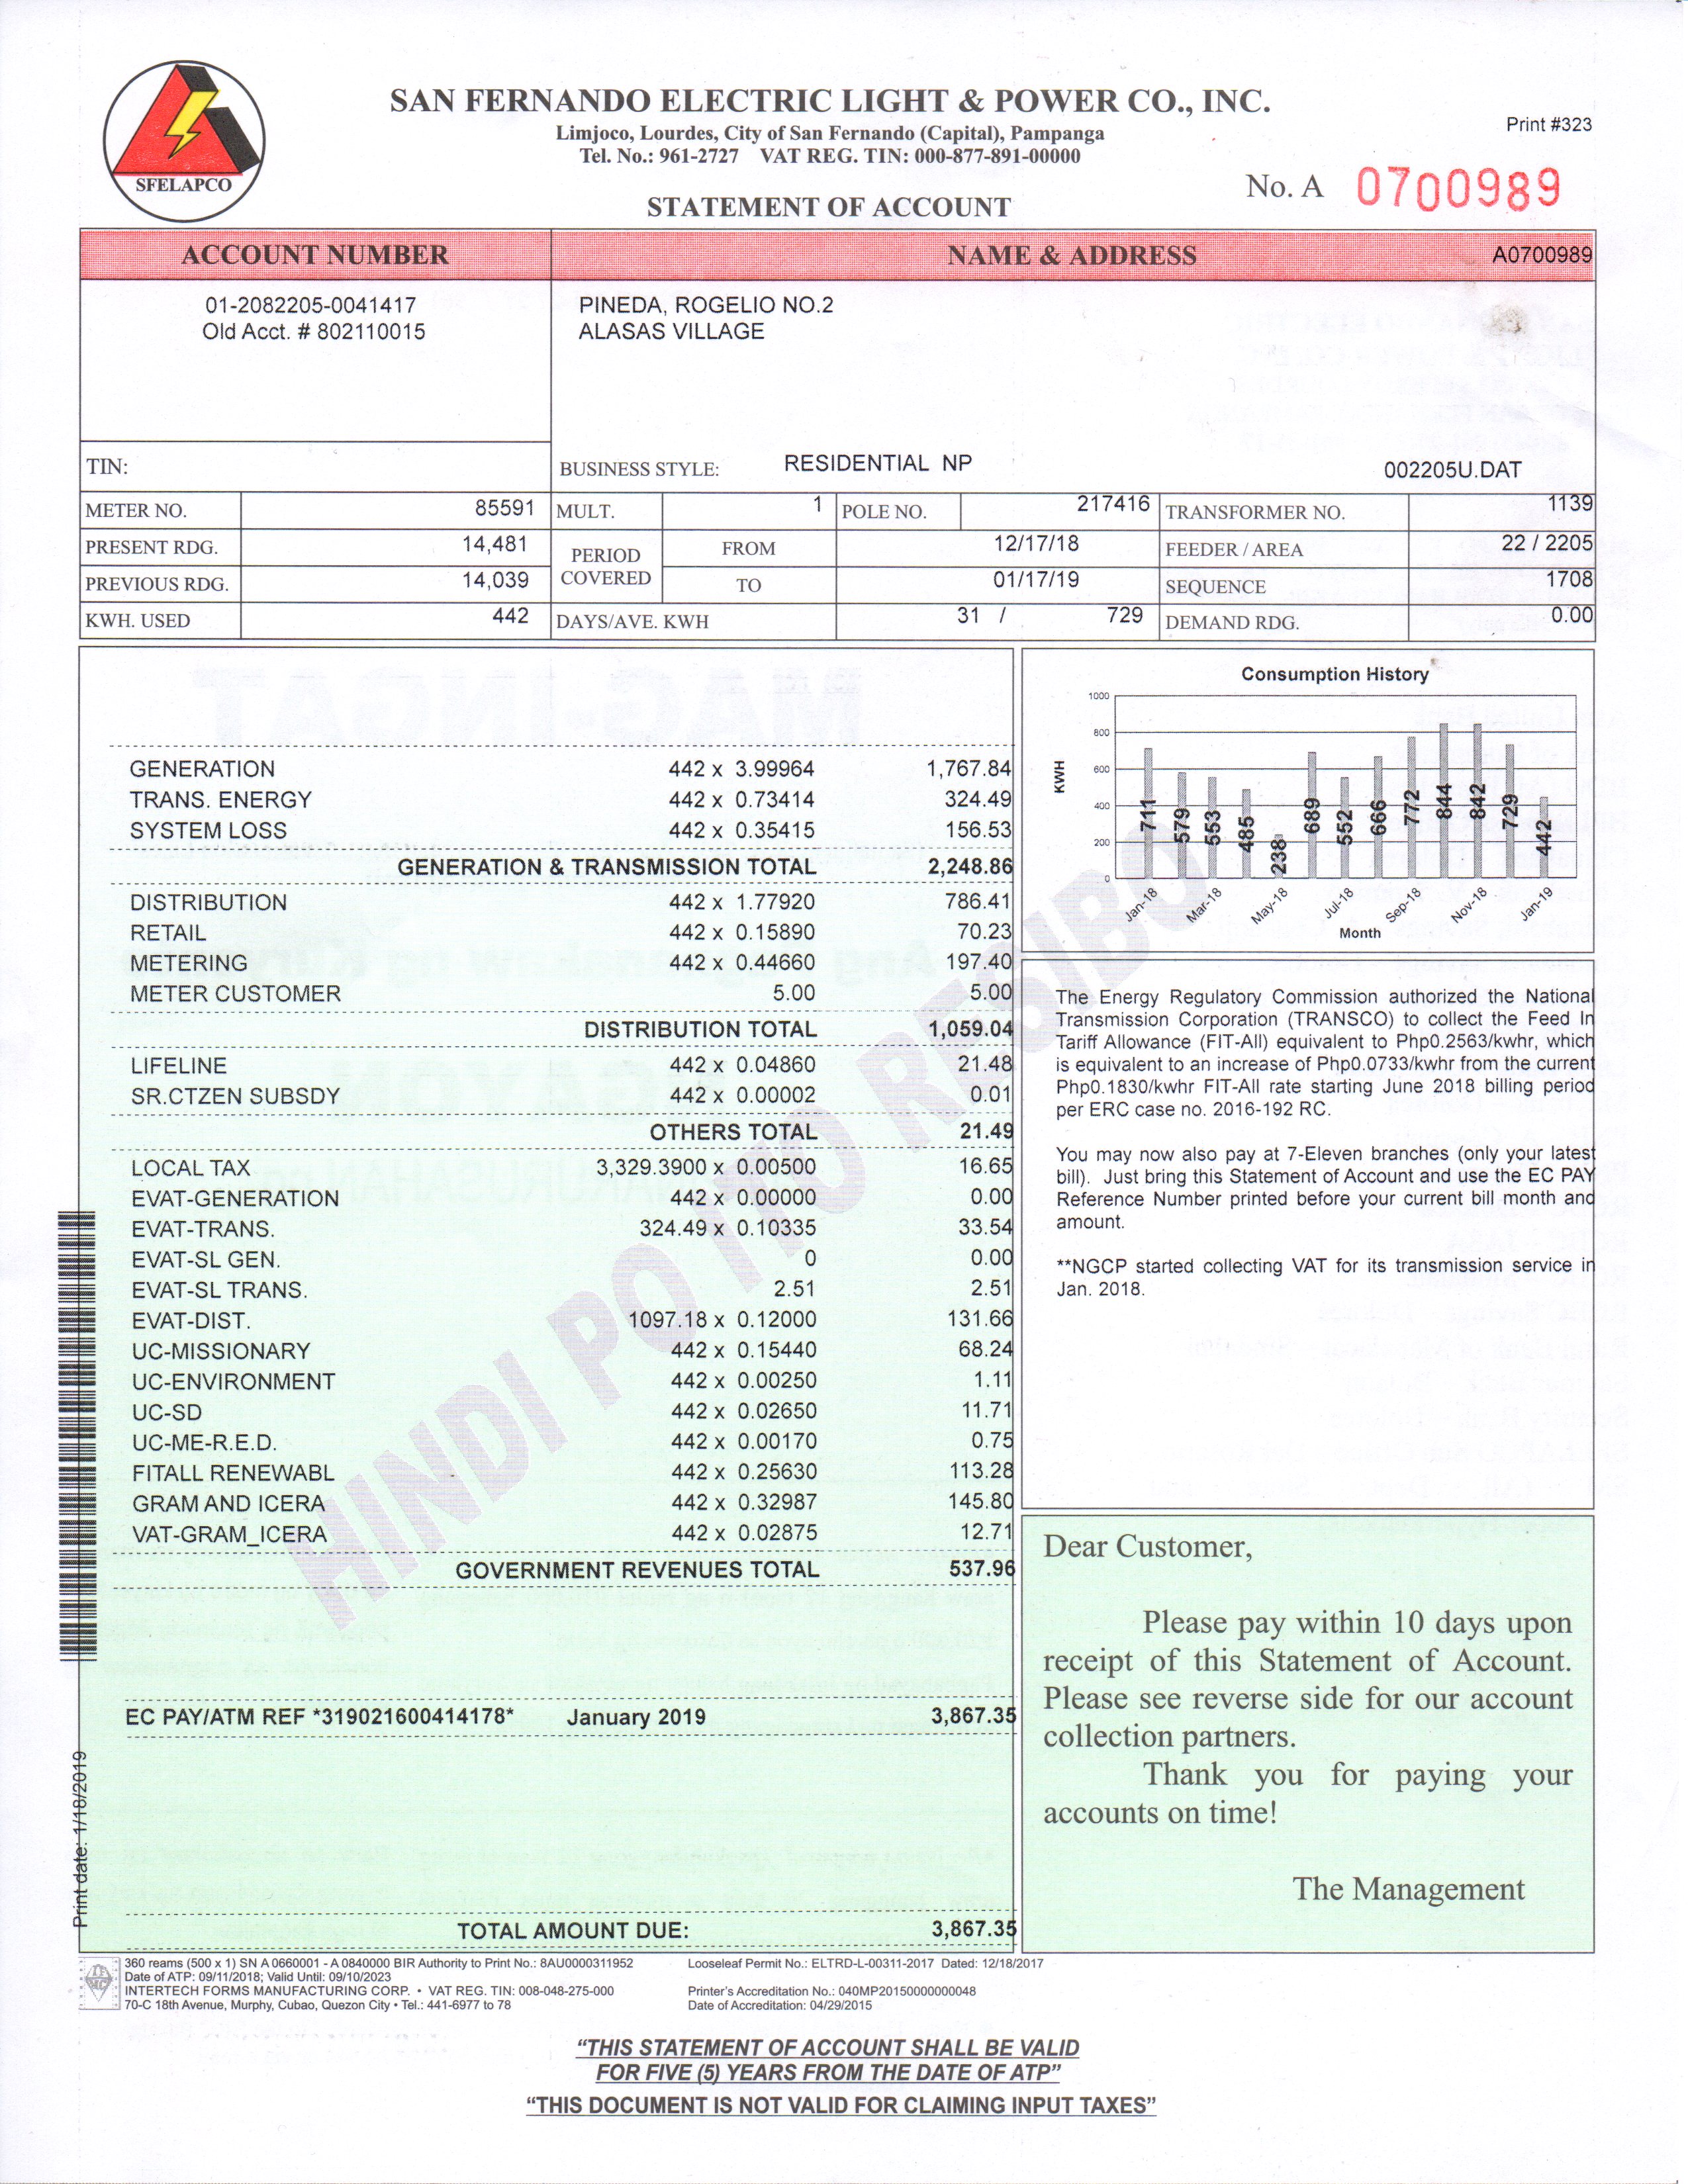 SAN FERNANDO ELECTRIC LIGHT & POWER CO., INC.
Limjoco, Lourdes, City of San Fernando (Capital), Pampanga
Tel. No.: 961-2727 VAT REG. TIN: 000-877-891-00000
Print #323
SFELAPCO
No. A 0700989
STATEMENT OF ACCOUNT
ACCOUNT NUMBER NAME & ADDRESS A0700989
01-2082205-0041417 PINEDA, ROGELIO NO.2
Old Acct. # 802110015 ALASAS VILLAGE
TIN: BUSINESS STYLE: RESIDENTIAL NP 002205U.DAT
METER NO. 85591 MULT. 1 POLE NO. 217416 TRANSFORMER NO. 1139
PRESENT RDG. 14,481 PERIOD COVERED FROM 12/17/18 FEEDER / AREA 22 / 2205
PREVIOUS RDG. 14,039 TO 01/17/19 SEQUENCE 1708
KWH. USED 442 DAYS/AVE. KWH 31 / 729 DEMAND RDG. 0.00
GENERATION 442 x 3.99964 1,767.84
TRANS. ENERGY 442 x 0.73414 324.49
SYSTEM LOSS 442 x 0.35415 156.53
GENERATION & TRANSMISSION TOTAL 2,248.86
DISTRIBUTION 442 x 1.77920 786.41
RETAIL 442 x 0.15890 70.23
METERING 442 x 0.44660 197.40
METER CUSTOMER 5.00 5.00
DISTRIBUTION TOTAL 1,059.04
LIFELINE 442 x 0.04860 21.48
SR.CTZEN SUBSDY 442 x 0.00002 0.01
OTHERS TOTAL 21.49
LOCAL TAX 3,329.3900 x 0.00500 16.65
EVAT-GENERATION 442 x 0.00000 0.00
EVAT-TRANS. 324.49 x 0.10335 33.54
EVAT-SL GEN. 0 0.00
EVAT-SL TRANS. 2.51 2.51
EVAT-DIST. 1097.18 x 0.12000 131.66
UC-MISSIONARY 442 x 0.15440 68.24
UC-ENVIRONMENT 442 x 0.00250 1.11
UC-SD 442 x 0.02650 11.71
UC-ME-R.E.D. 442 x 0.00170 0.75
FITALL RENEWABL 442 x 0.25630 113.28
GRAM AND ICERA 442 x 0.32987 145.80
VAT-GRAM_ICERA 442 x 0.02875 12.71
GOVERNMENT REVENUES TOTAL 537.96
EC PAY/ATM REF *319021600414178* January 2019 3,867.35
TOTAL AMOUNT DUE: 3,867.35
HINDI PO ITO RESIBO
Print date: 1/18/2019
Consumption History
KWH
1000
800
600
400
200
0
711 579 553 485 238 689 552 666 772 844 842 729 442
Jan-18 Mar-18 May-18 Jul-18 Sep-18 Nov-18 Jan-19
Month
The Energy Regulatory Commission authorized the National
Transmission Corporation (TRANSCO) to collect the Feed In
Tariff Allowance (FIT-All) equivalent to Php0.2563/kwhr, which
is equivalent to an increase of Php0.0733/kwhr from the current
Php0.1830/kwhr FIT-All rate starting June 2018 billing period
per ERC case no. 2016-192 RC.
You may now also pay at 7-Eleven branches (only your latest
bill). Just bring this Statement of Account and use the EC PAY
Reference Number printed before your current bill month and
amount.
**NGCP started collecting VAT for its transmission service in
Jan. 2018.
Dear Customer,
Please pay within 10 days upon
receipt of this Statement of Account.
Please see reverse side for our account
collection partners.
Thank you for paying your
accounts on time!
The Management
360 reams (500 x 1) SN A 0660001 - A 0840000 BIR Authority to Print No.: 8AU0000311952
Date of ATP: 09/11/2018; Valid Until: 09/10/2023
INTERTECH FORMS MANUFACTURING CORP. • VAT REG. TIN: 008-048-275-000
70-C 18th Avenue, Murphy, Cubao, Quezon City • Tel.: 441-6977 to 78
Looseleaf Permit No.: ELTRD-L-00311-2017 Dated: 12/18/2017
Printer's Accreditation No.: 040MP20150000000048
Date of Accreditation: 04/29/2015
“THIS STATEMENT OF ACCOUNT SHALL BE VALID
FOR FIVE (5) YEARS FROM THE DATE OF ATP”
“THIS DOCUMENT IS NOT VALID FOR CLAIMING INPUT TAXES”